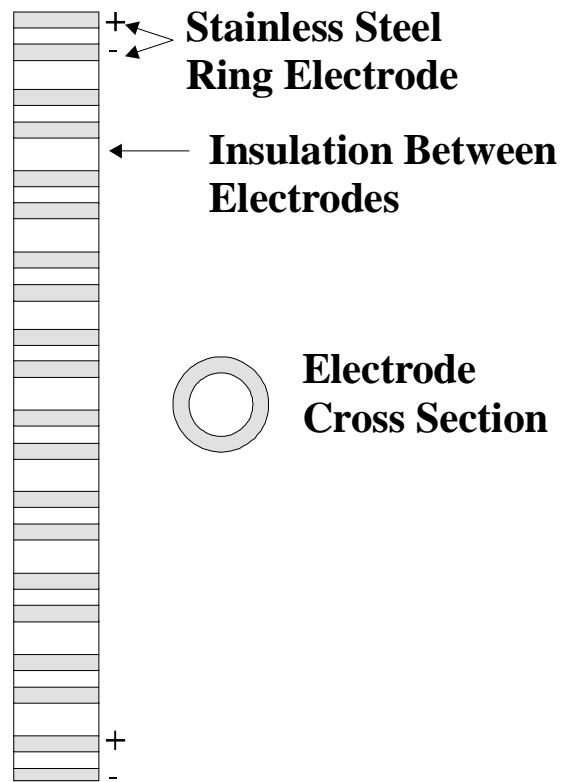 +
-
Stainless Steel
Ring Electrode
Insulation Between
Electrodes
Electrode
Cross Section
+
-